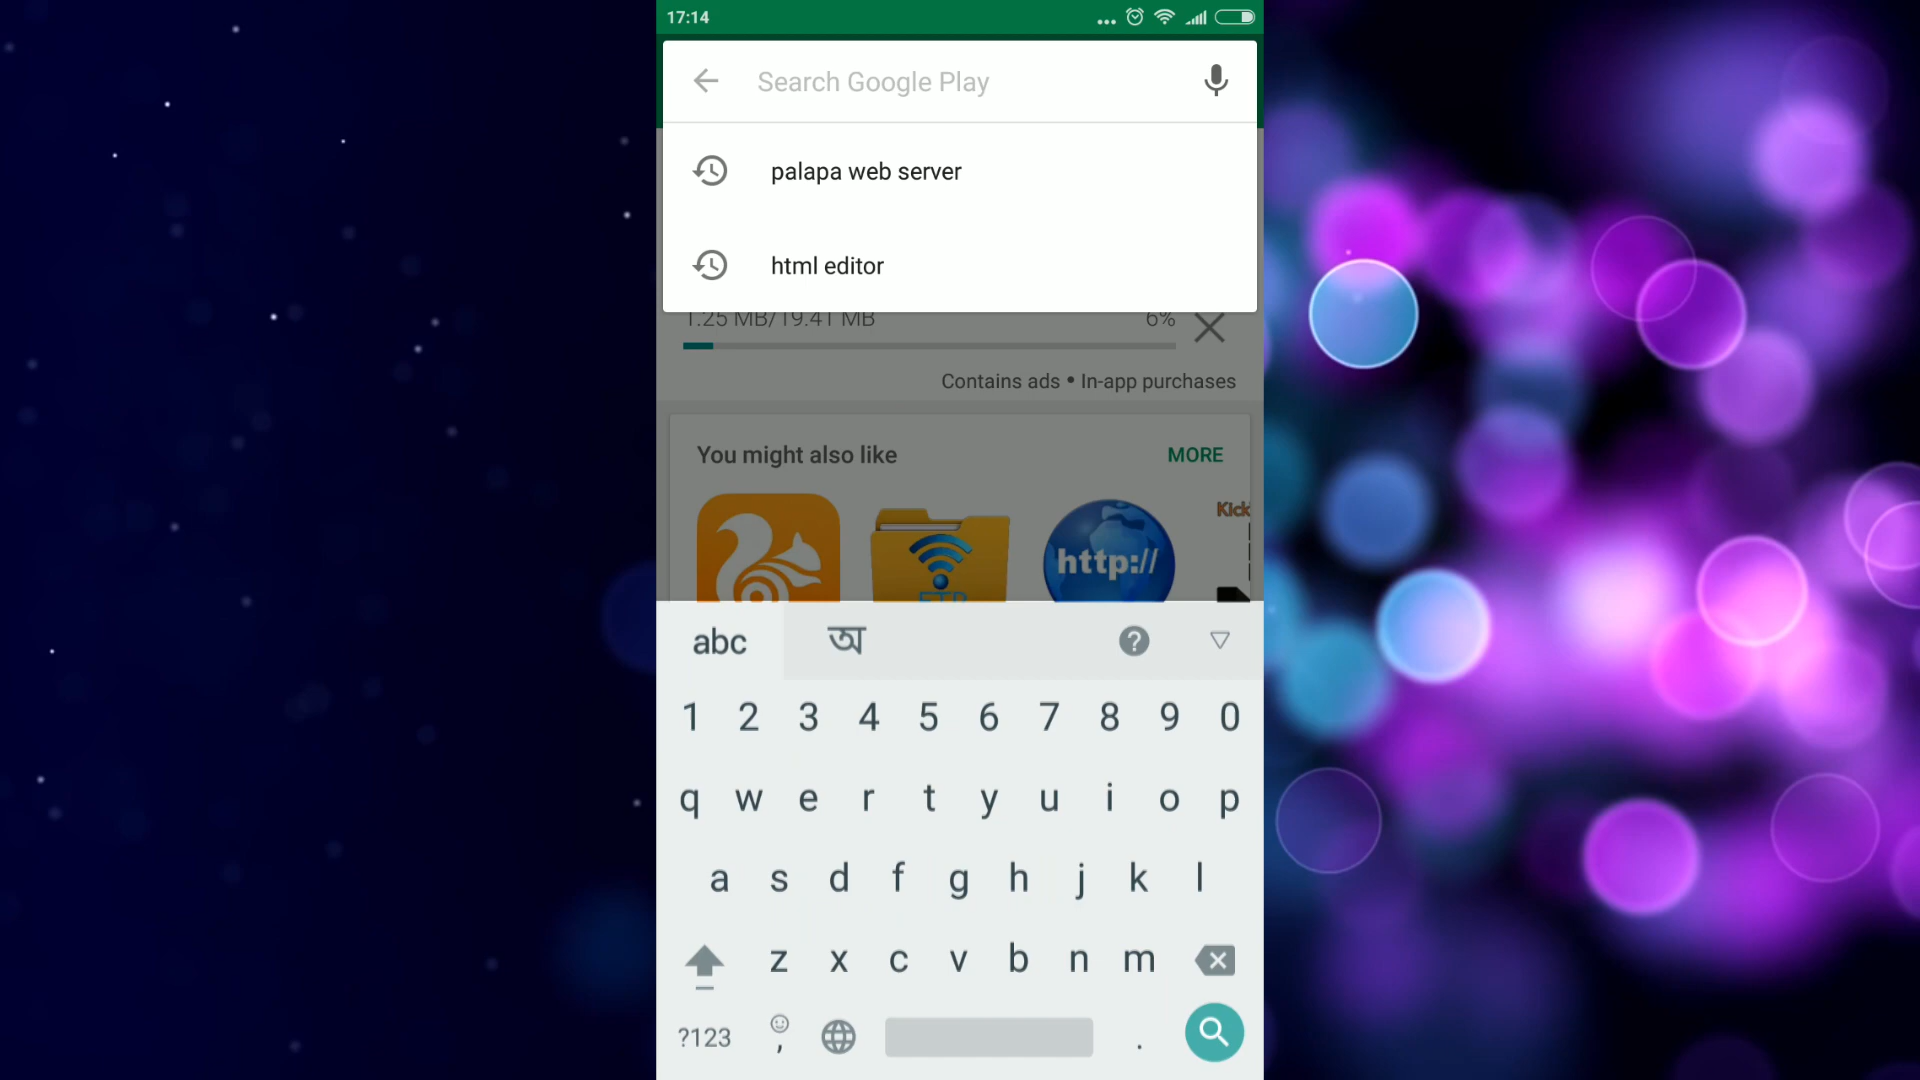 17:14
Search Google Play
palapa web server
html editor
1.25 MB/19.41 MB 6%
Contains ads • In-app purchases
You might also like MORE
http://
Kick
abc অ ?
1 2 3 4 5 6 7 8 9 0
q w e r t y u i o p
a s d f g h j k l
z x c v b n m
?123 , .